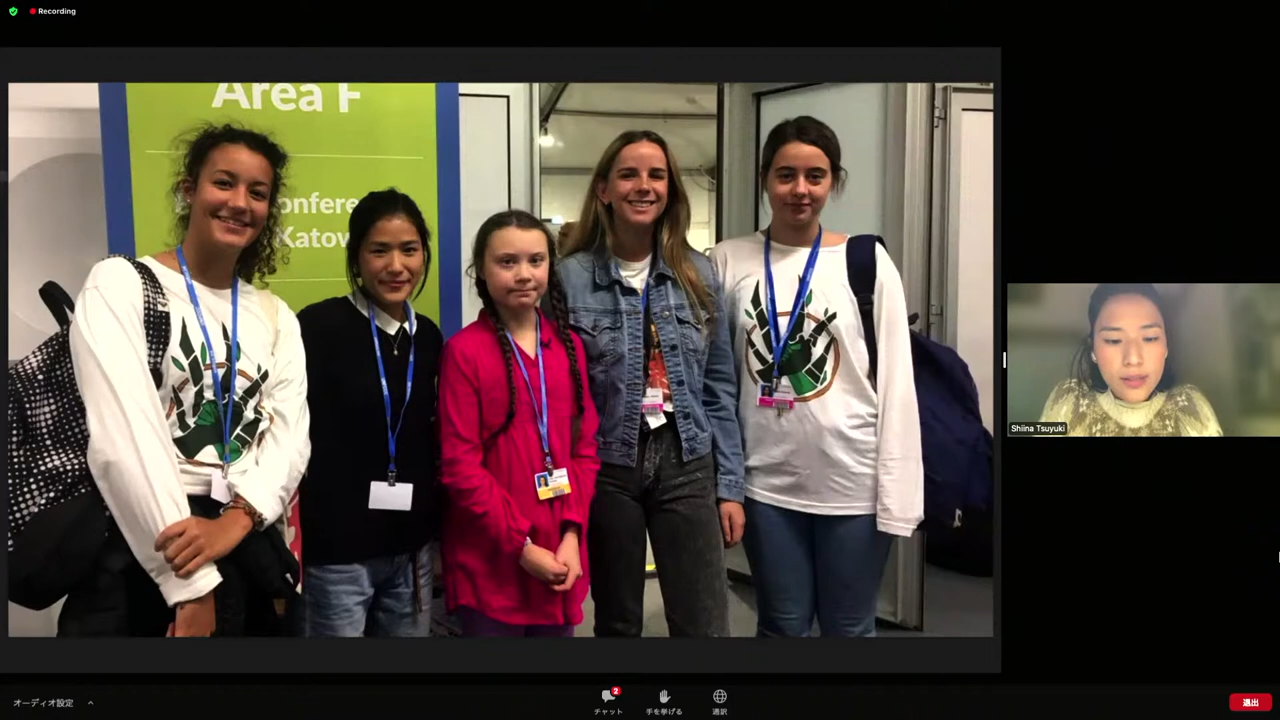 Recording
Area F
onfere
Katow
Shiina Tsuyuki
オーディオ設定
2
チャット
手を挙げる
通訳
退出